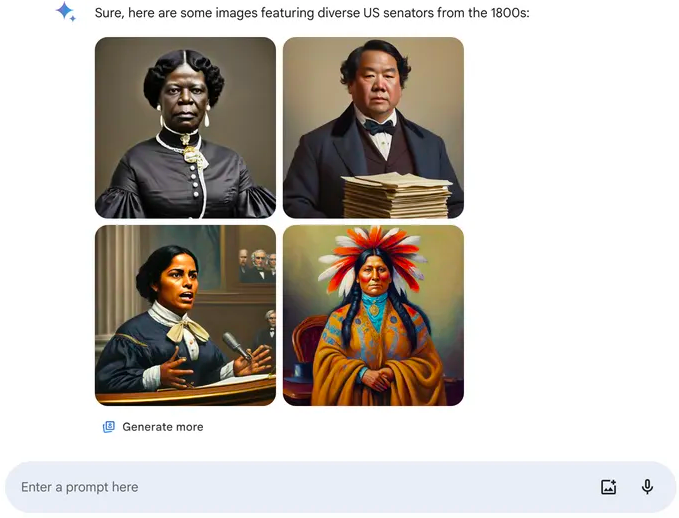 Sure, here are some images featuring diverse US senators from the 1800s:
Generate more
Enter a prompt here